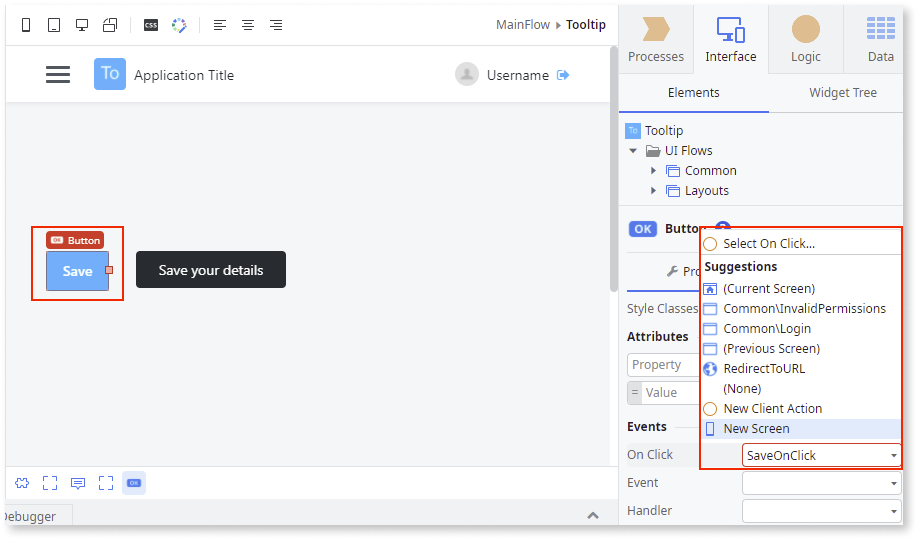 CSS
MainFlow ▸ Tooltip
Processes
Interface
Logic
Data
To
Application Title
Username
Elements
Widget Tree
To Tooltip
UI Flows
Common
Layouts
OK Button
Save
Save your details
OK Button
Select On Click...
Suggestions
(Current Screen)
Common\InvalidPermissions
Common\Login
(Previous Screen)
RedirectToURL
(None)
New Client Action
New Screen
Style Classes
Attributes
Property
= Value
Events
On Click
SaveOnClick
Event
Handler
OK
Debugger